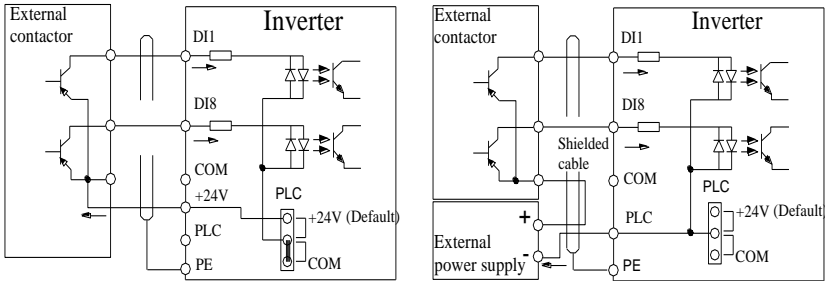 External
contactor
Inverter
DI1
DI8
COM
+24V
PLC
+24V (Default)
PLC
COM
PE
External
contactor
Inverter
DI1
DI8
Shielded
cable
COM
PLC
+24V (Default)
+
PLC
External
power supply
-
COM
PE